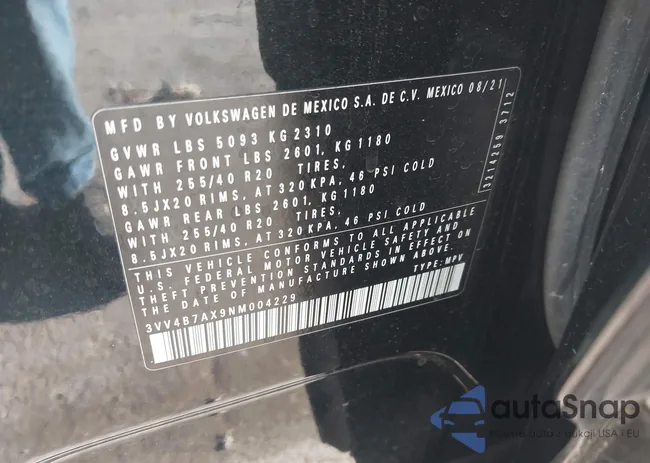 MFD BY VOLKSWAGEN DE MEXICO S.A. DE C.V. MEXICO 08/21
GVWR LBS 5093 KG 2310
GAWR FRONT LBS 2601, KG 1180
WITH 255/40 R20 TIRES,
8.5JX20 RIMS, AT 320 KPA, 46 PSI COLD
GAWR REAR LBS 2601, KG 1180
WITH 255/40 R20 TIRES,
8.5JX20 RIMS, AT 320 KPA, 46 PSI COLD
THIS VEHICLE CONFORMS TO ALL APPLICABLE
U.S. FEDERAL MOTOR VEHICLE SAFETY AND
THEFT PREVENTION STANDARDS IN EFFECT ON
THE DATE OF MANUFACTURE SHOWN ABOVE.
3VV4B7AX9NM004229 TYPE: MPV
3214259 3712
autoSnap
USA i EU